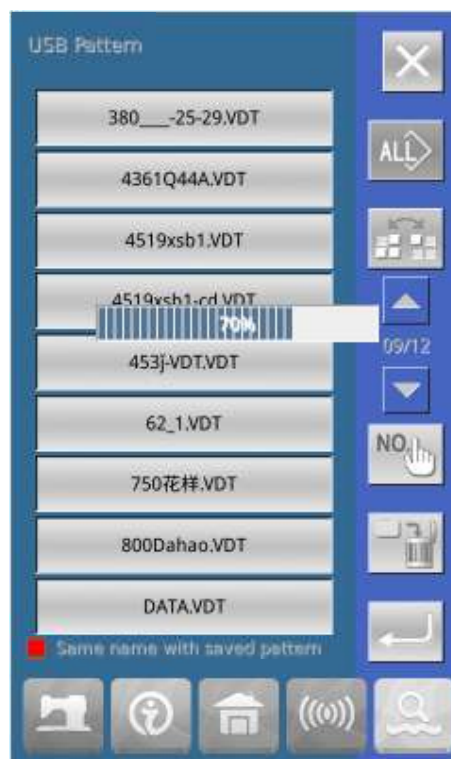 USB Pattern
380___-25-29.VDT
ALL
4361Q44A.VDT
4519xsb1.VDT
4519xsb1-cd.VDT
70%
09/12
453j-VDT.VDT
62_1.VDT
NO.
750花样.VDT
800Dahao.VDT
DATA.VDT
Same name with saved pattern